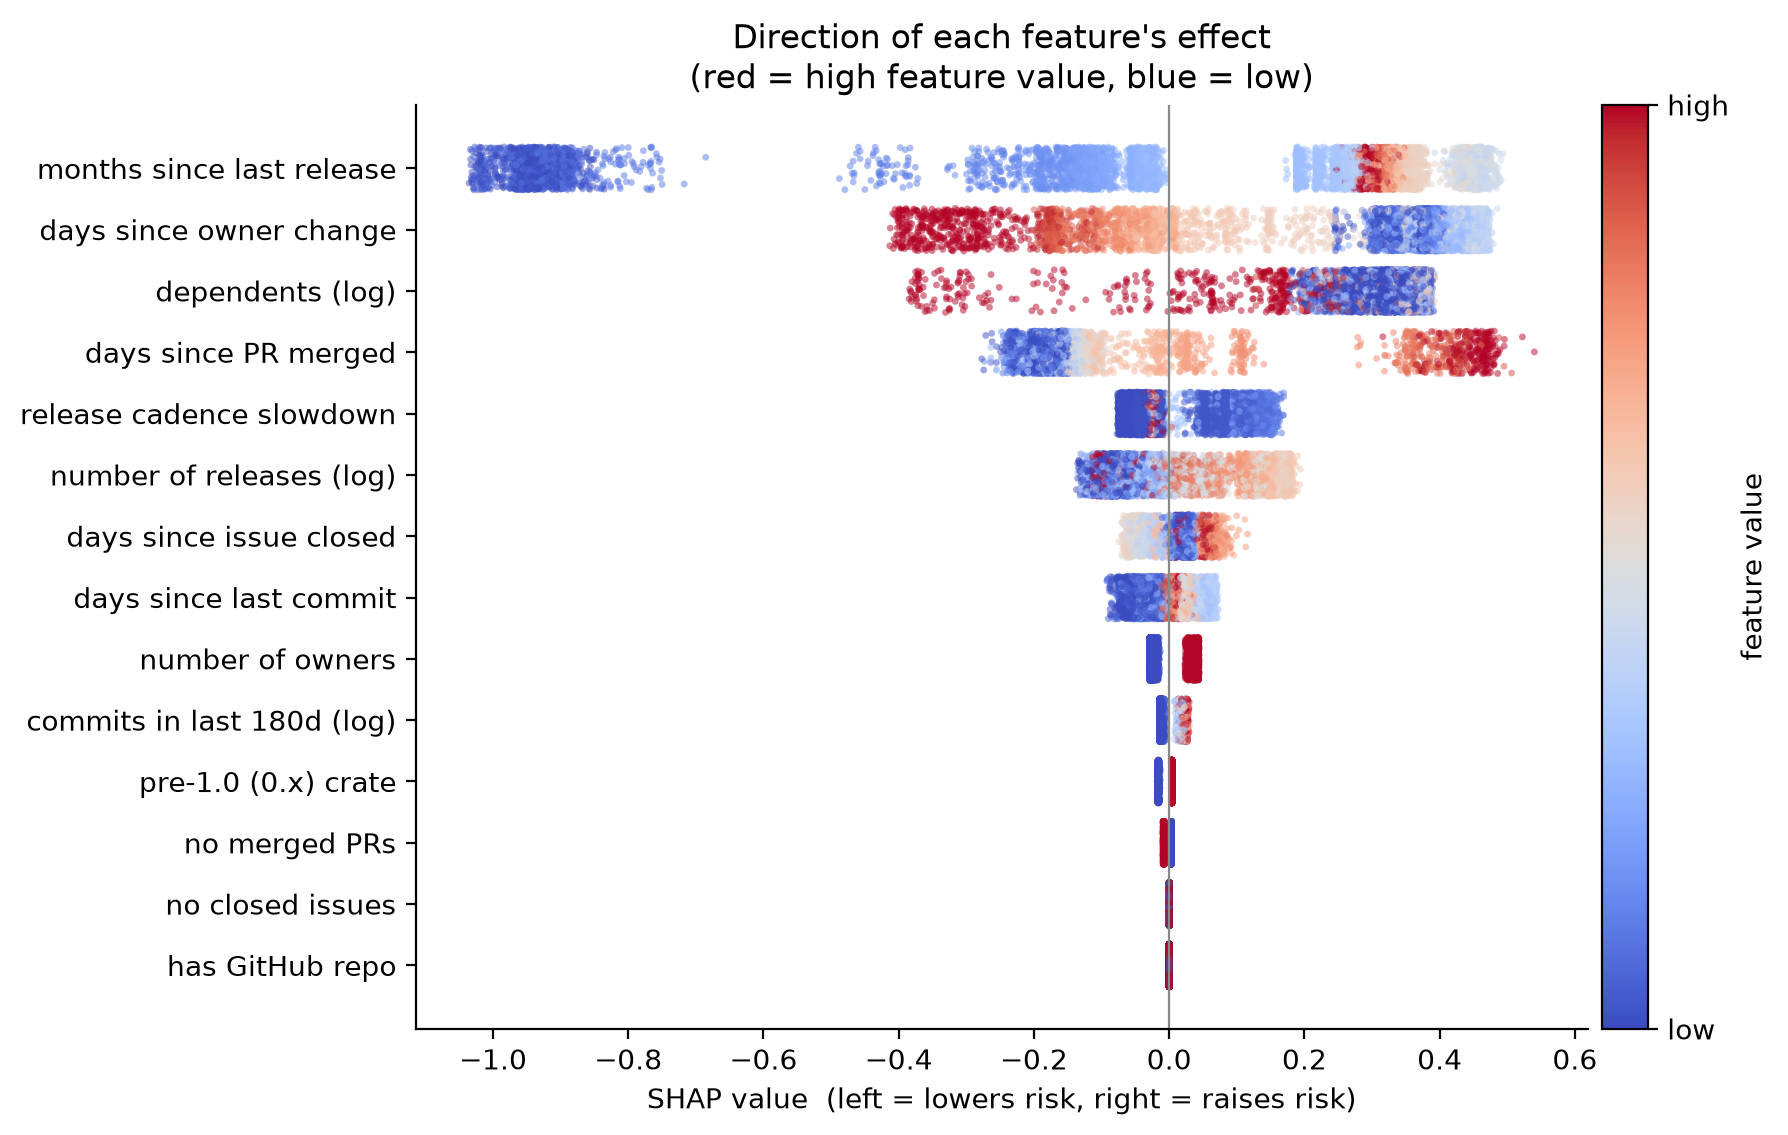 Direction of each feature's effect
(red = high feature value, blue = low)
months since last release
days since owner change
dependents (log)
days since PR merged
release cadence slowdown
number of releases (log)
days since issue closed
days since last commit
number of owners
commits in last 180d (log)
pre-1.0 (0.x) crate
no merged PRs
no closed issues
has GitHub repo
−1.0 −0.8 −0.6 −0.4 −0.2 0.0 0.2 0.4 0.6
SHAP value  (left = lowers risk, right = raises risk)
high
low
feature value